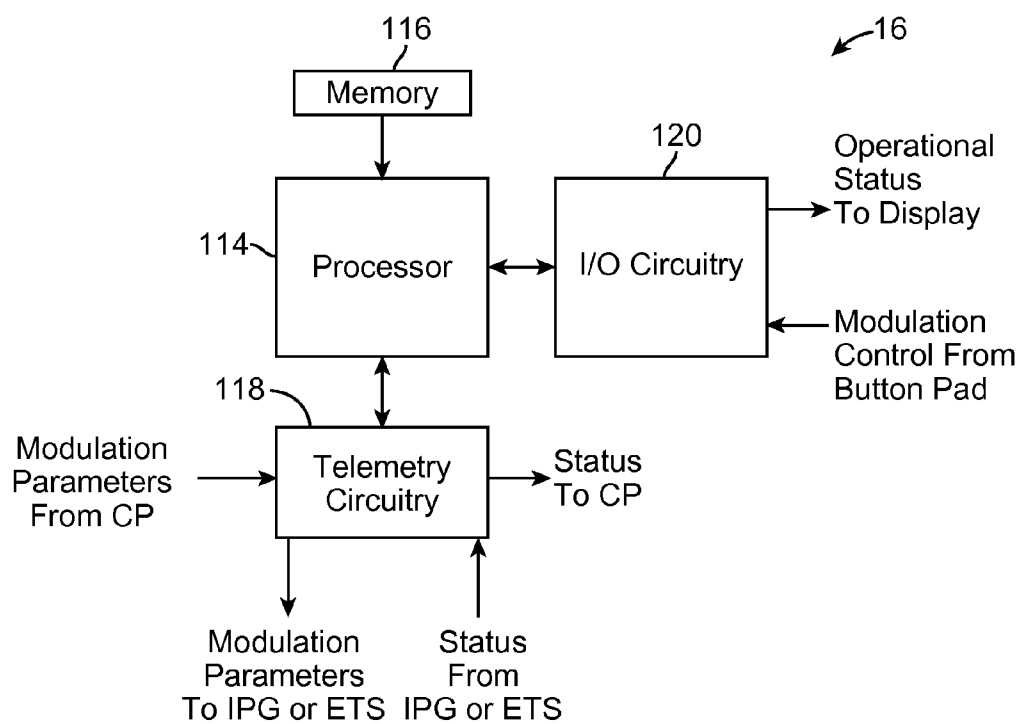 116
16
Memory
120
Operational
Status
To Display
114
Processor
I/O Circuitry
Modulation
Control From
Button Pad
118
Modulation
Parameters
From CP
Telemetry
Circuitry
Status
To CP
Modulation
Parameters
To IPG or ETS
Status
From
IPG or ETS